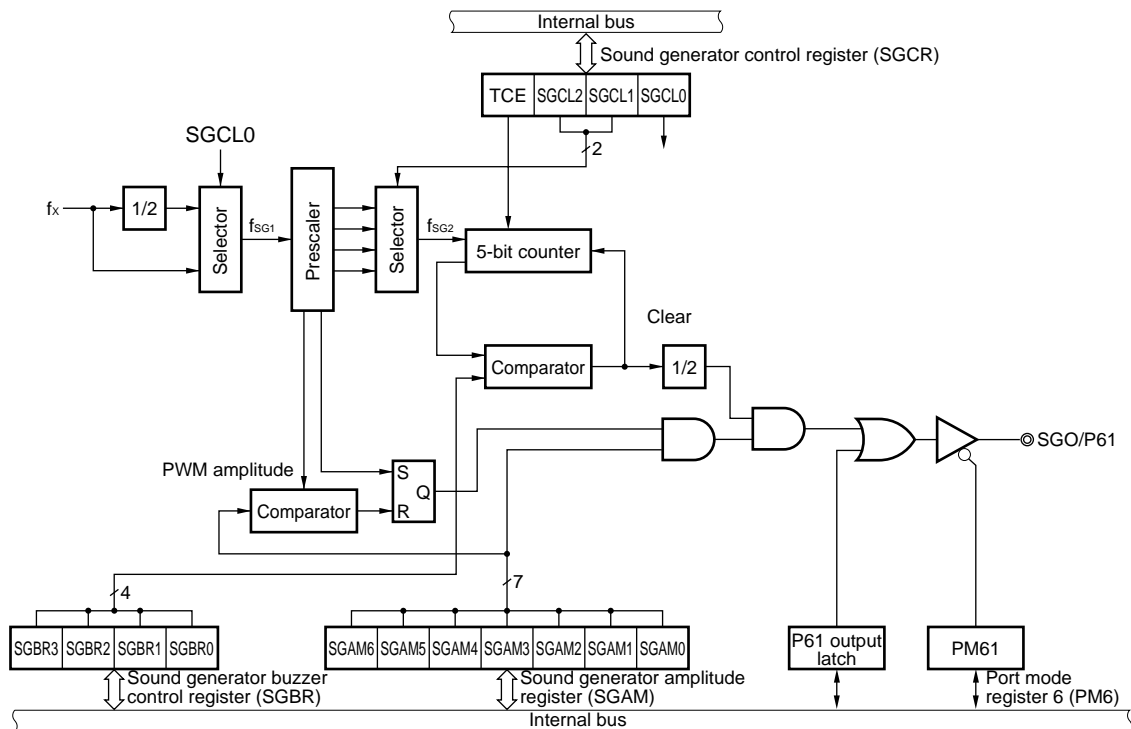 Internal bus
Sound generator control register (SGCR)
TCE SGCL2 SGCL1 SGCL0
SGCL0
2
fX
1/2
Selector
fSG1
Prescaler
Selector
fSG2
5-bit counter
Clear
Comparator
1/2
SGO/P61
PWM amplitude
S
Q
R
Comparator
4
7
SGBR3 SGBR2 SGBR1 SGBR0
SGAM6 SGAM5 SGAM4 SGAM3 SGAM2 SGAM1 SGAM0
P61 output
latch
PM61
Sound generator buzzer
control register (SGBR)
Sound generator amplitude
register (SGAM)
Port mode
register 6 (PM6)
Internal bus